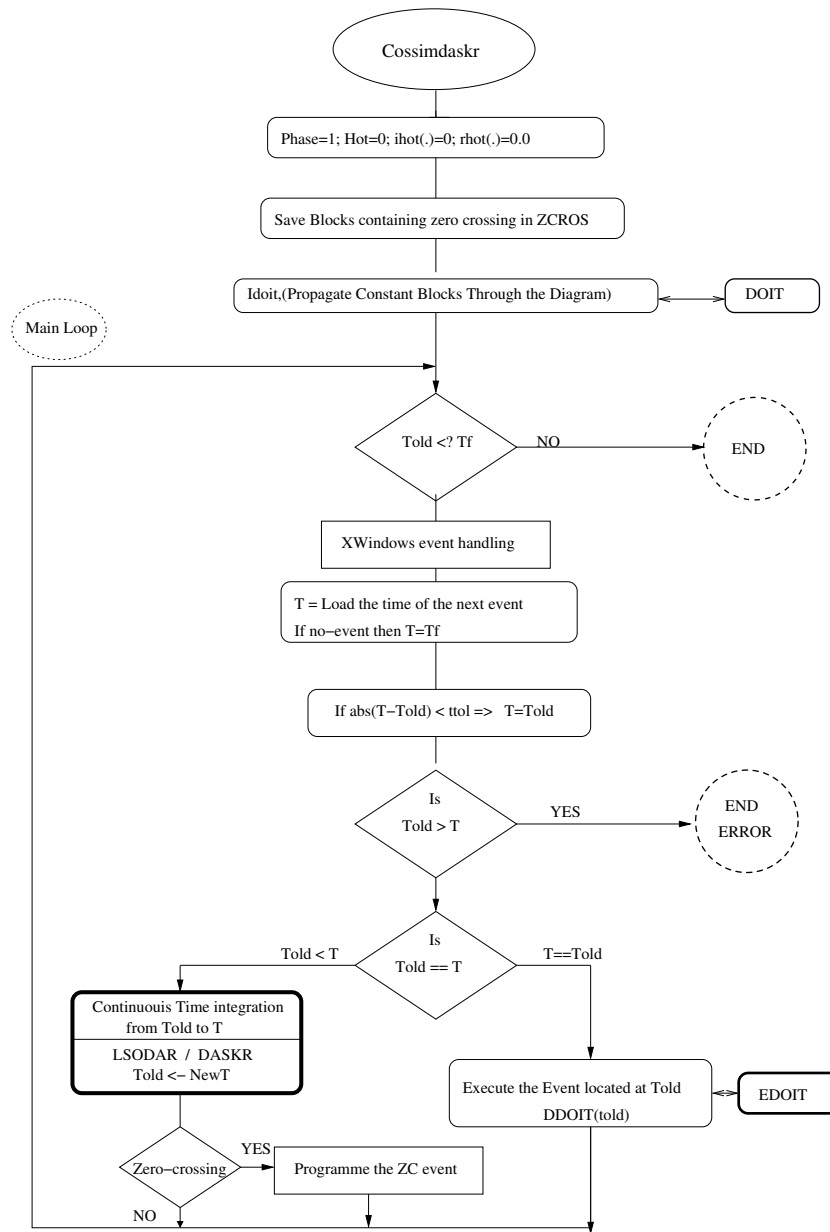 Cossimdaskr
Phase=1; Hot=0; ihot(.)=0; rhot(.)=0.0
Save Blocks containing zero crossing in ZCROS
Idoit,(Propagate Constant Blocks Through the Diagram)
DOIT
Main Loop
Told <? Tf
NO
END
XWindows event handling
T = Load the time of the next event
If no−event then T=Tf
If abs(T−Told) < ttol => T=Told
Is
Told > T
YES
END
ERROR
Is
Told == T
Told < T
T==Told
Continuouis Time integration
from Told to T
LSODAR / DASKR
Told <− NewT
Execute the Event located at Told
DDOIT(told)
EDOIT
Zero−crossing
YES
Programme the ZC event
NO